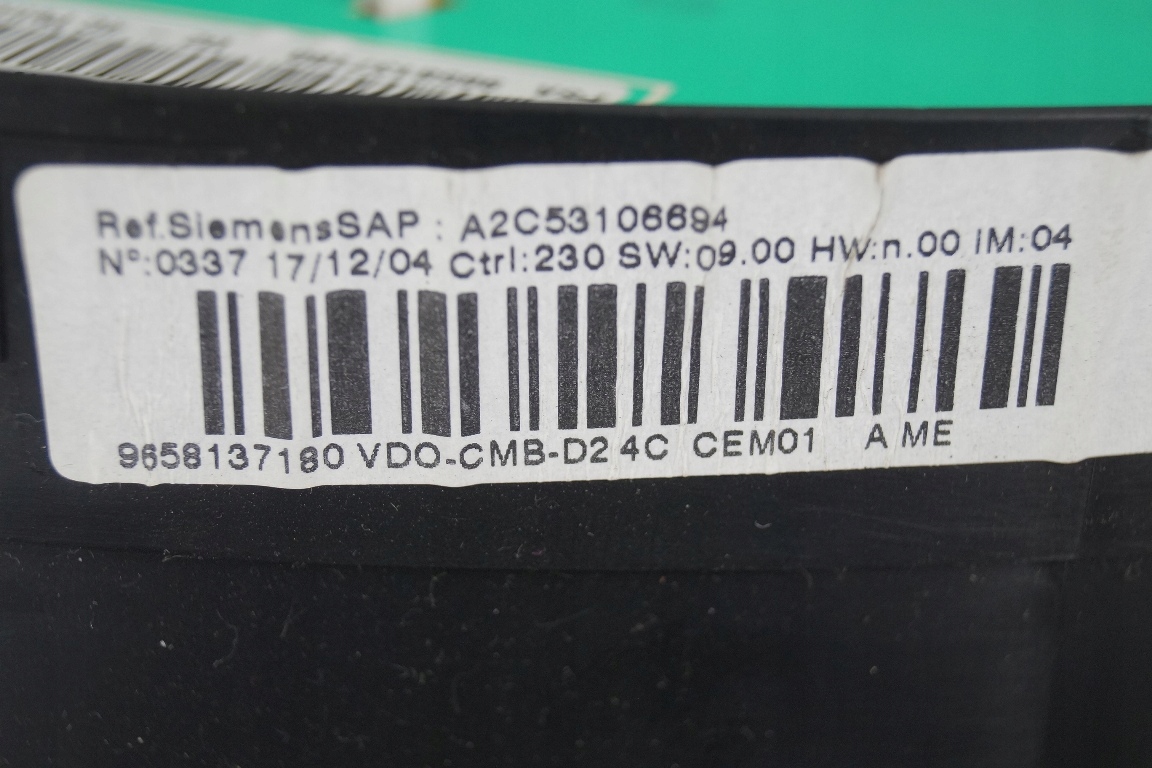 Ref.SiemensSAP : A2C53106694
N°:0337 17/12/04 Ctrl:230 SW:09.00 HW:n.00 IM:04
9658137180 VDO-CMB-D2 4C CEM01 A ME